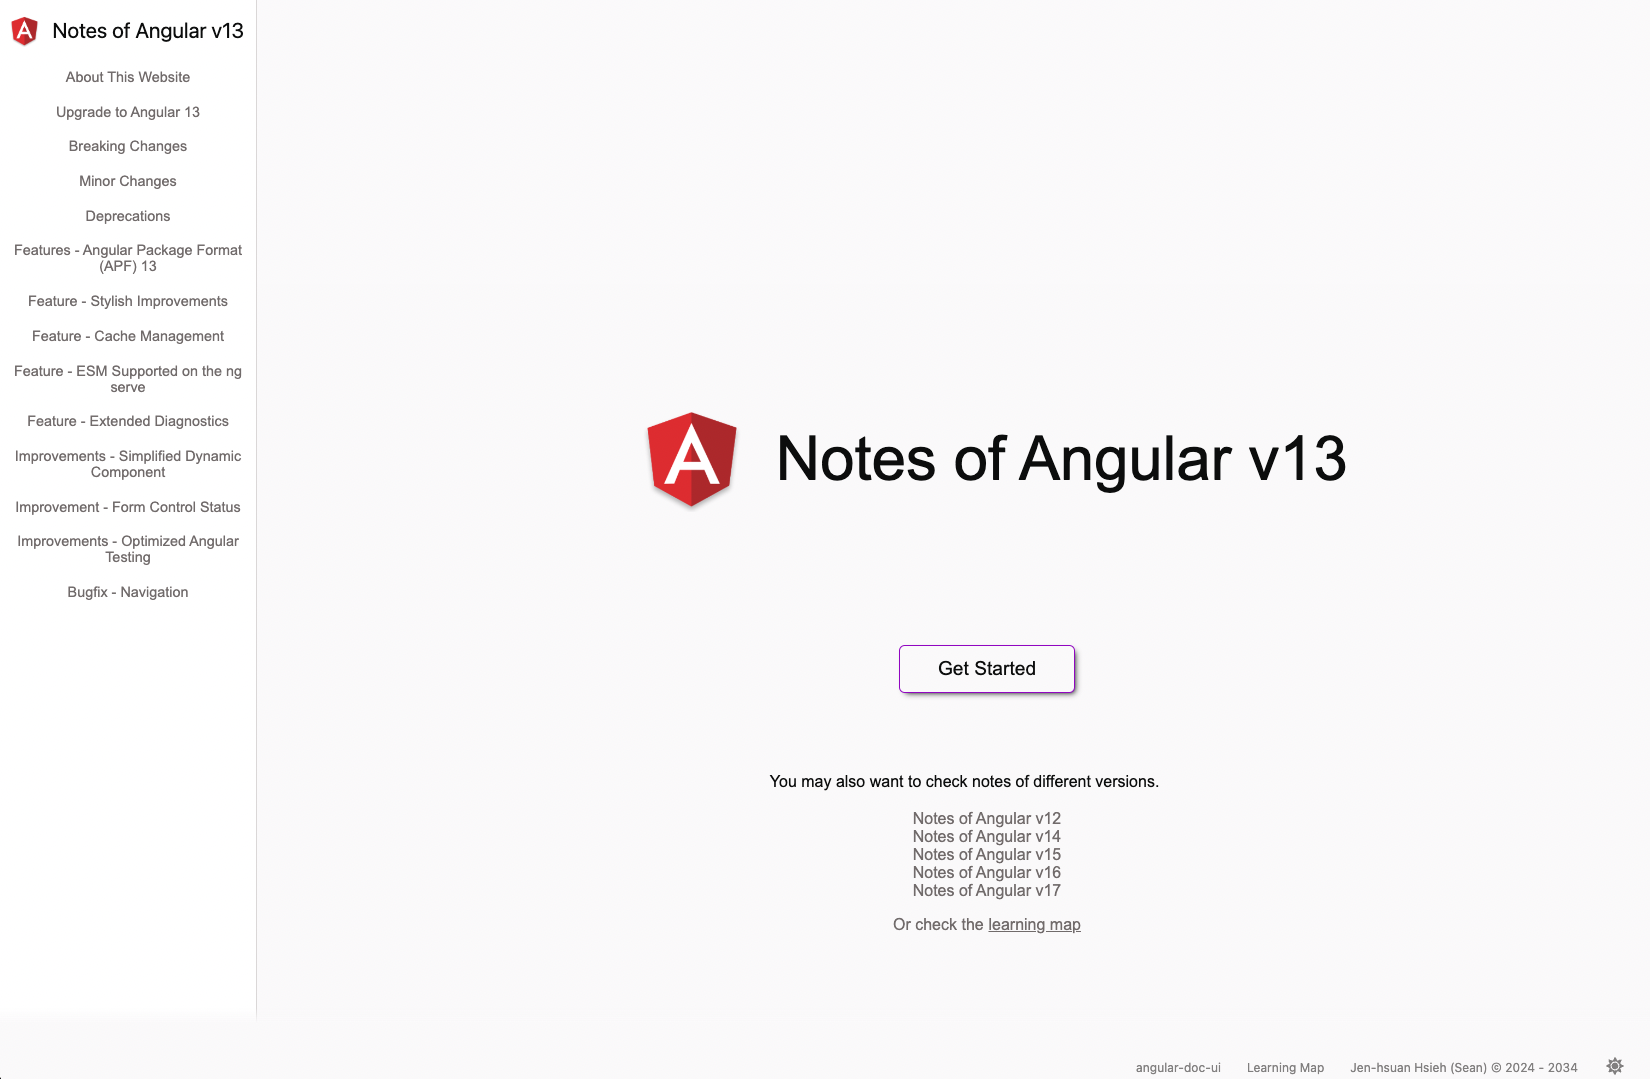 Notes of Angular v13
About This Website
Upgrade to Angular 13
Breaking Changes
Minor Changes
Deprecations
Features - Angular Package Format
(APF) 13
Feature - Stylish Improvements
Feature - Cache Management
Feature - ESM Supported on the ng
serve
Feature - Extended Diagnostics
Improvements - Simplified Dynamic
Component
Improvement - Form Control Status
Improvements - Optimized Angular
Testing
Bugfix - Navigation
Notes of Angular v13
Get Started
You may also want to check notes of different versions.
Notes of Angular v12
Notes of Angular v14
Notes of Angular v15
Notes of Angular v16
Notes of Angular v17
Or check the learning map
angular-doc-ui Learning Map Jen-hsuan Hsieh (Sean) © 2024 - 2034